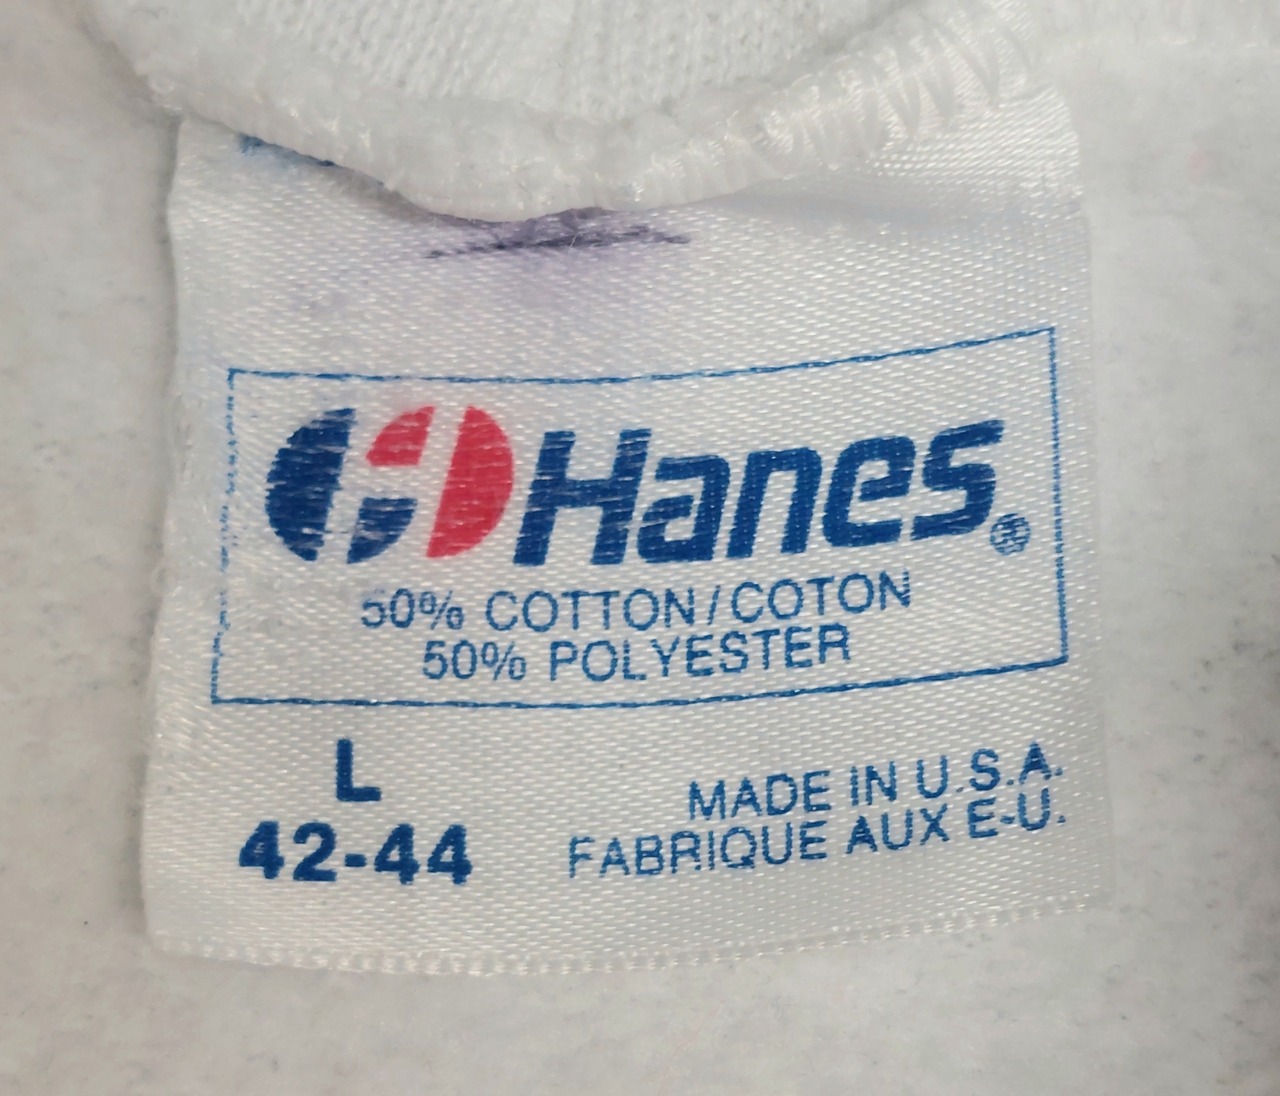 Hanes®
50% COTTON/COTON
50% POLYESTER
L
42-44
MADE IN U.S.A.
FABRIQUE AUX E-U.